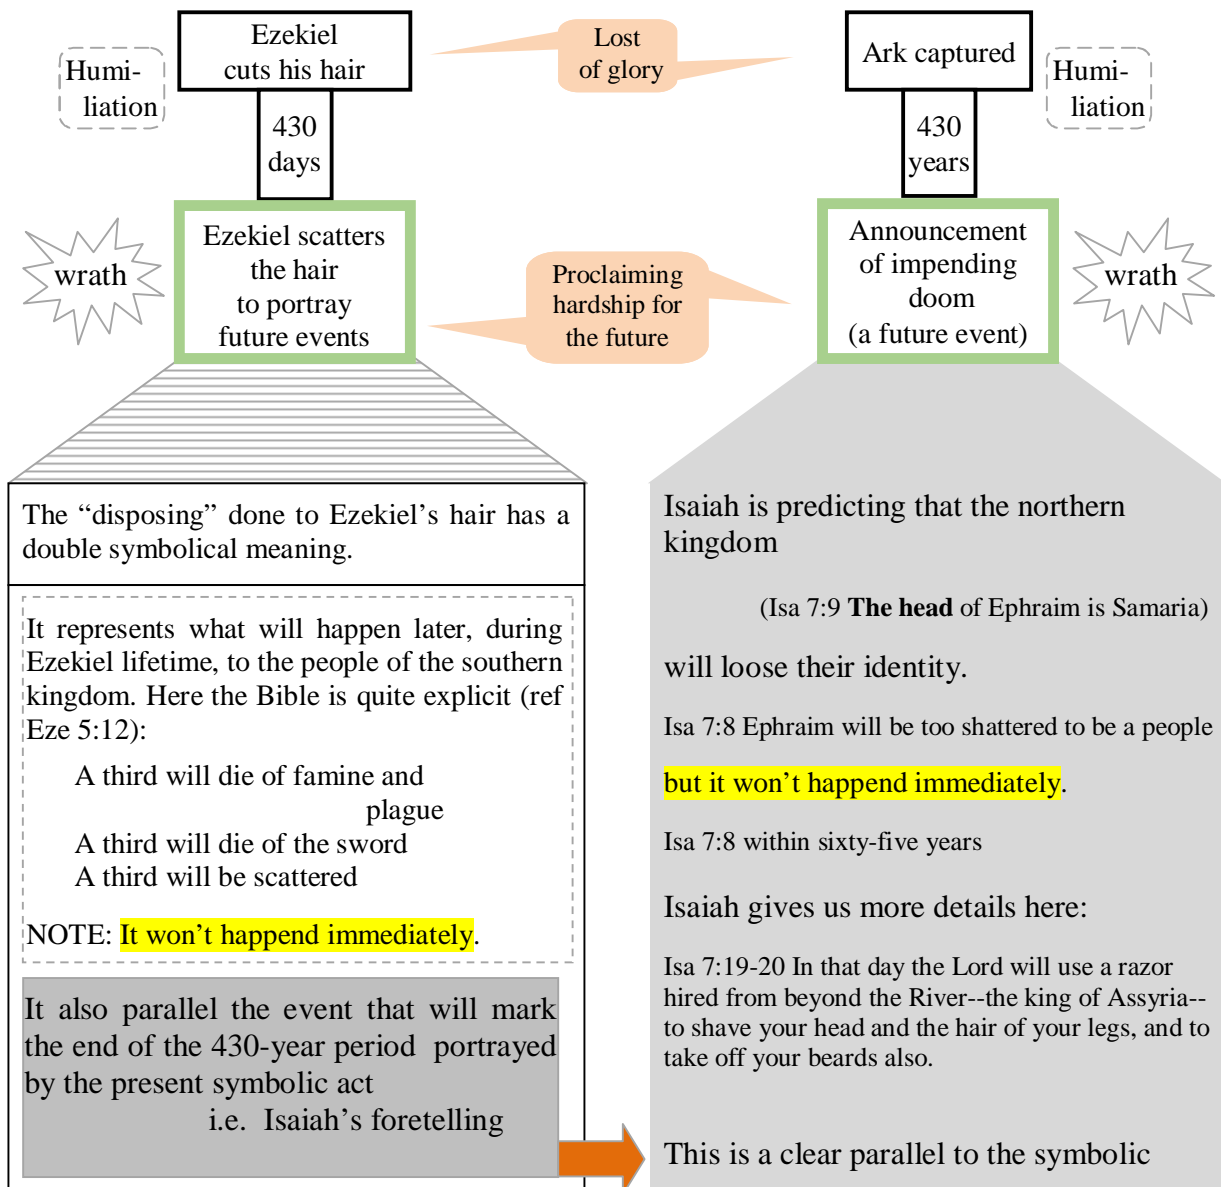 Ezekiel
cuts his hair
Lost
of glory
Ark captured
Humi-
liation
Humi-
liation
430
days
430
years
wrath
Ezekiel scatters
the hair
to portray
future events
Proclaiming
hardship for
the future
Announcement
of impending
doom
(a future event)
wrath
The “disposing” done to Ezekiel’s hair has a
double symbolical meaning.
It represents what will happen later, during
Ezekiel lifetime, to the people of the southern
kingdom. Here the Bible is quite explicit (ref
Eze 5:12):
A third will die of famine and
plague
A third will die of the sword
A third will be scattered
NOTE: It won’t happend immediately.
It also parallel the event that will mark
the end of the 430-year period portrayed
by the present symbolic act
i.e. Isaiah’s foretelling
Isaiah is predicting that the northern
kingdom
(Isa 7:9 The head of Ephraim is Samaria)
will loose their identity.
Isa 7:8 Ephraim will be too shattered to be a people
but it won’t happend immediately.
Isa 7:8 within sixty-five years
Isaiah gives us more details here:
Isa 7:19-20 In that day the Lord will use a razor
hired from beyond the River--the king of Assyria--
to shave your head and the hair of your legs, and to
take off your beards also.
This is a clear parallel to the symbolic